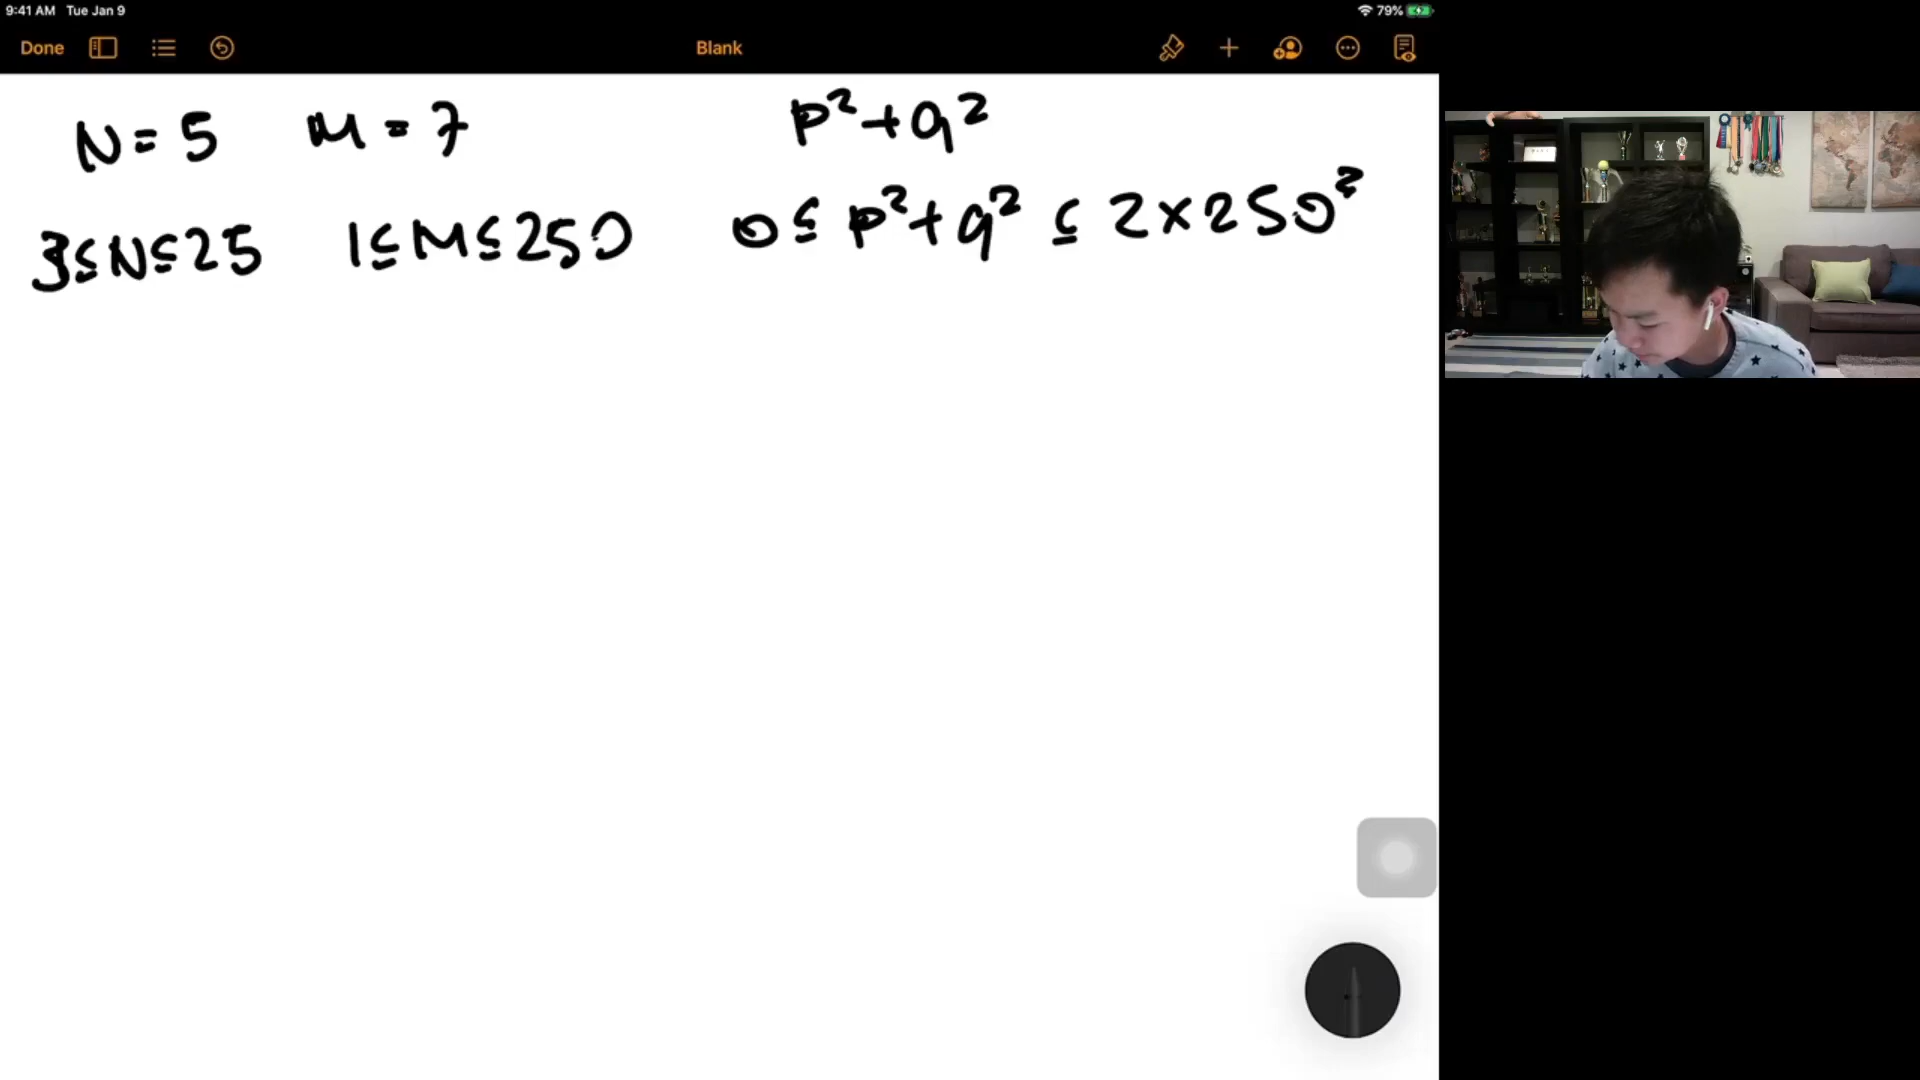 9:41 AM Tue Jan 9
79%
Done
Blank
N = 5 M = 7 p²+q²
3≤N≤25 1≤M≤250 0 ≤ p²+q² ≤ 2×250²